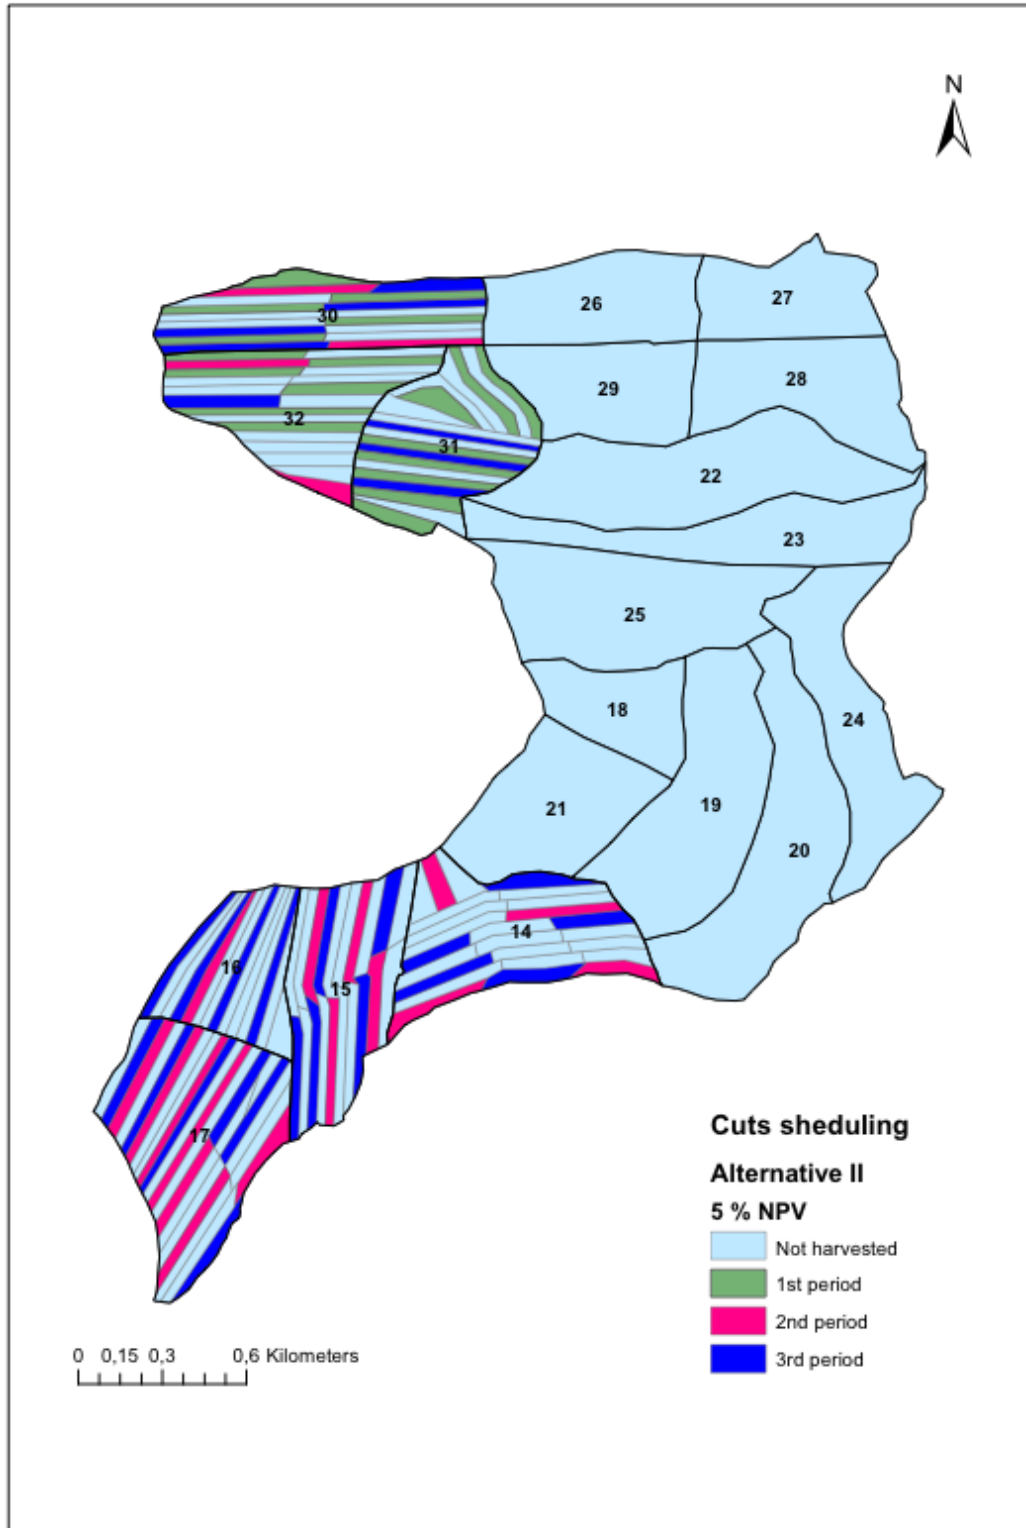 N
27
26
30
28
29
32
31
22
23
25
18
24
19
21
20
14
16
15
17
Cuts sheduling
Alternative II
5 % NPV
Not harvested
1st period
2nd period
3rd period
0 0,15 0,3 0,6 Kilometers